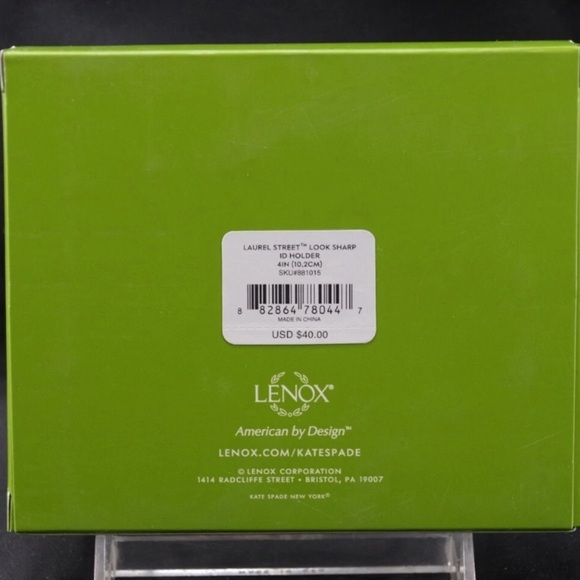 LAUREL STREET™ LOOK SHARP
ID HOLDER
4IN (10.2CM)
SKU#881015
8 82864 78044 7
MADE IN CHINA
USD $40.00
LENOX®
American by Design™
LENOX.COM/KATESPADE
© LENOX CORPORATION
1414 RADCLIFFE STREET • BRISTOL, PA 19007
KATE SPADE NEW YORK®